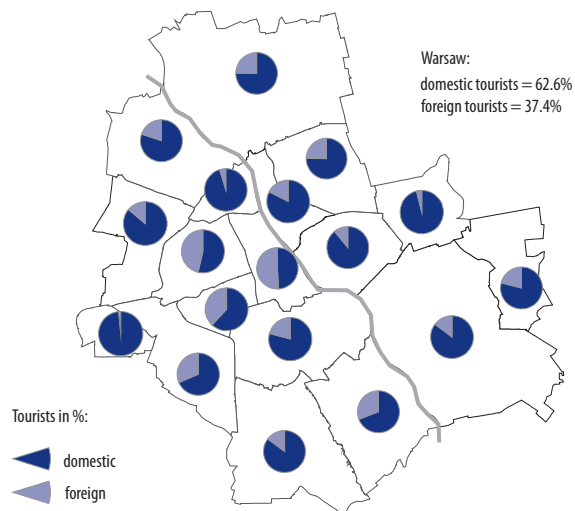 Warsaw:
domestic tourists = 62.6%
foreign tourists = 37.4%
Tourists in %:
domestic
foreign